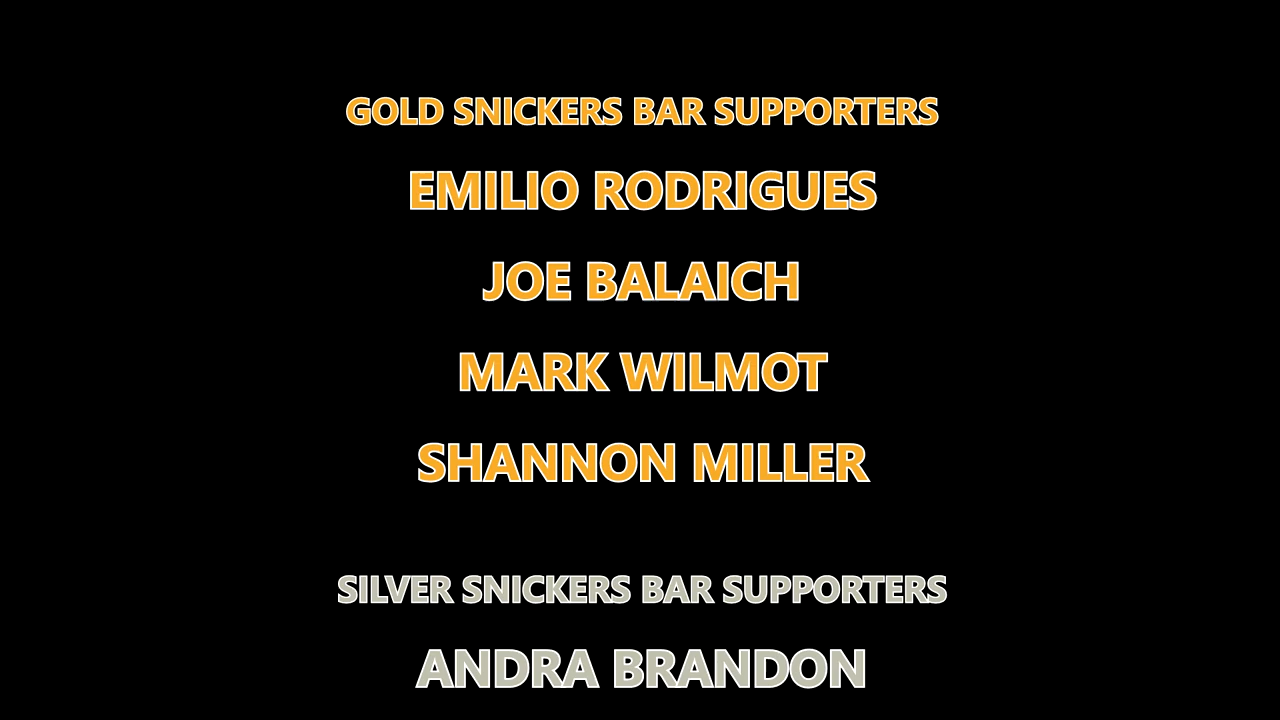 GOLD SNICKERS BAR SUPPORTERS
EMILIO RODRIGUES
JOE BALAICH
MARK WILMOT
SHANNON MILLER
SILVER SNICKERS BAR SUPPORTERS
ANDRA BRANDON